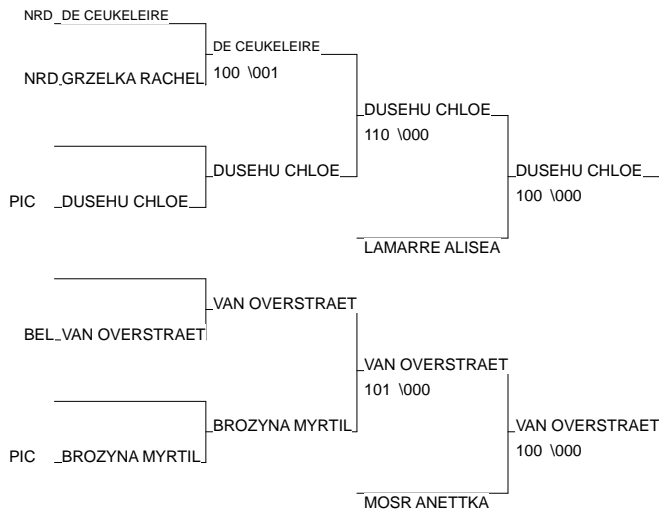 NRD DE CEUKELEIRE
DE CEUKELEIRE
100 \001
NRD GRZELKA RACHEL
DUSEHU CHLOE
110 \000
DUSEHU CHLOE
DUSEHU CHLOE
100 \000
PIC DUSEHU CHLOE
LAMARRE ALISEA
VAN OVERSTRAET
BEL VAN OVERSTRAET
VAN OVERSTRAET
101 \000
BROZYNA MYRTIL
VAN OVERSTRAET
100 \000
PIC BROZYNA MYRTIL
MOSR ANETTKA